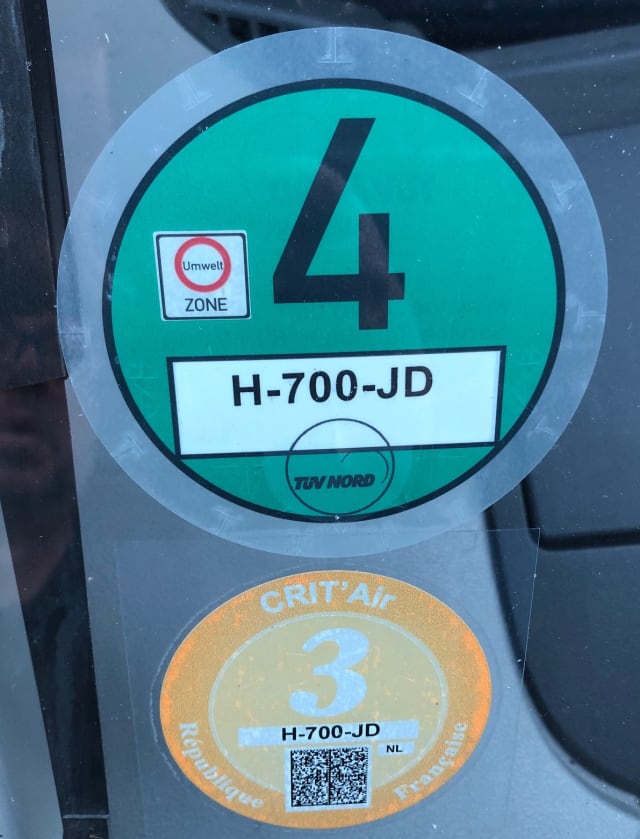 4
Umwelt
ZONE
H-700-JD
TÜV NORD
CRIT'Air
3
H-700-JD
NL
République Française